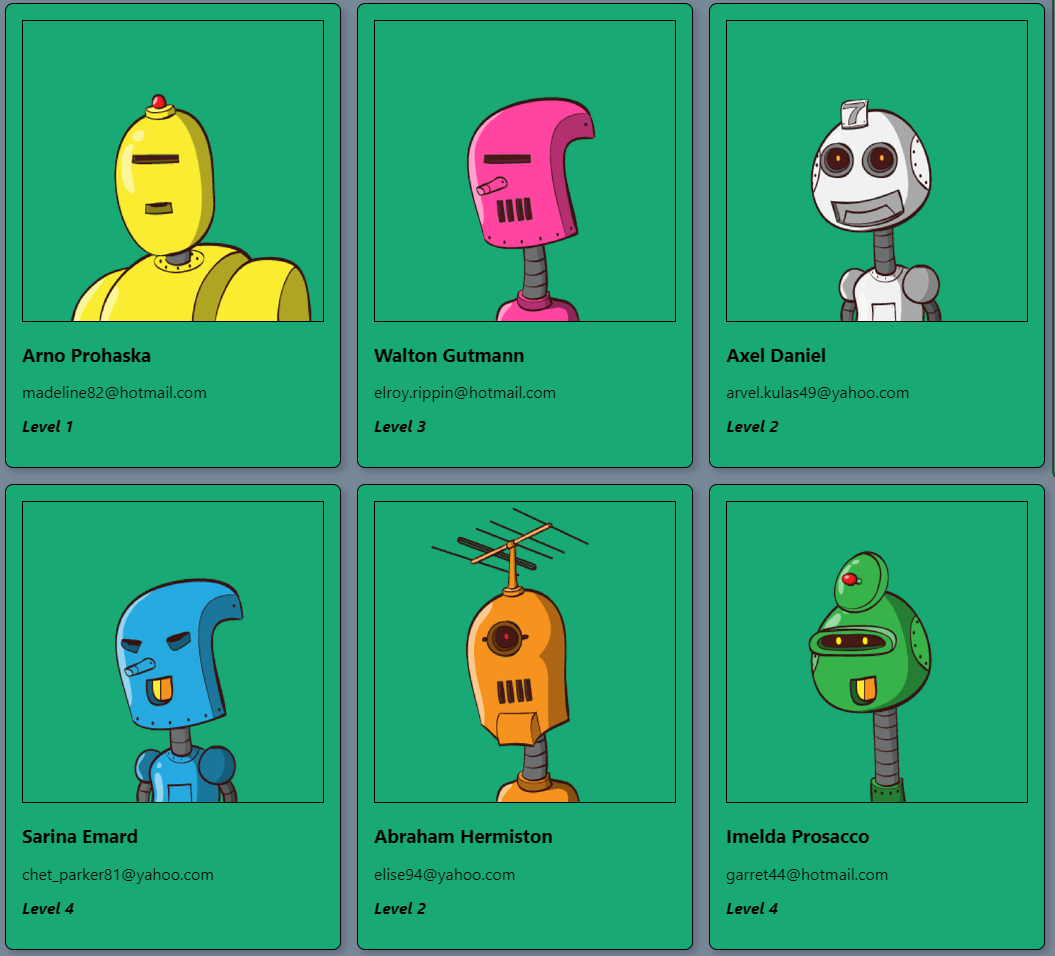 7
Arno Prohaska
madeline82@hotmail.com
Level 1
Walton Gutmann
elroy.rippin@hotmail.com
Level 3
Axel Daniel
arvel.kulas49@yahoo.com
Level 2
Sarina Emard
chet_parker81@yahoo.com
Level 4
Abraham Hermiston
elise94@yahoo.com
Level 2
Imelda Prosacco
garret44@hotmail.com
Level 4